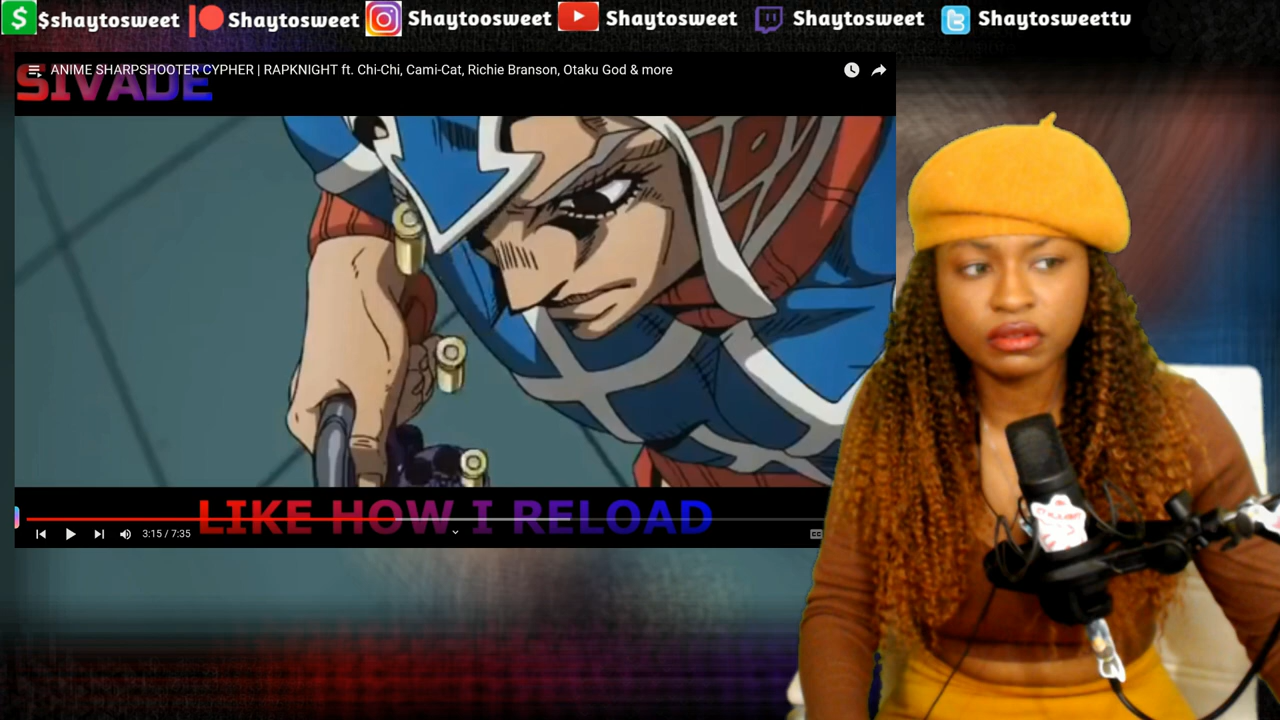 $shaytosweet Shaytosweet Shaytoosweet Shaytosweet Shaytosweet Shaytosweettv
ANIME SHARPSHOOTER CYPHER | RAPKNIGHT ft. Chi-Chi, Cami-Cat, Richie Branson, Otaku God & more
SIVADE
LIKE HOW I RELOAD
3:15 / 7:35